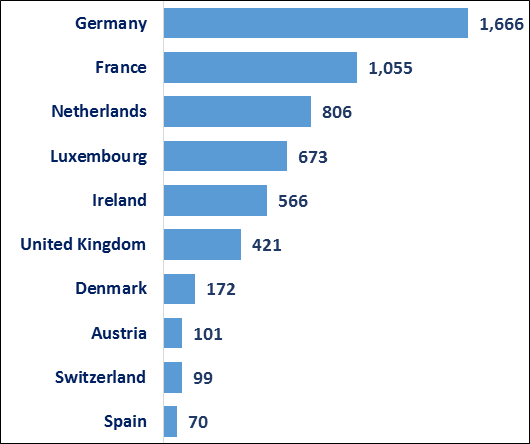 Germany 1,666
France 1,055
Netherlands 806
Luxembourg 673
Ireland 566
United Kingdom 421
Denmark 172
Austria 101
Switzerland 99
Spain 70